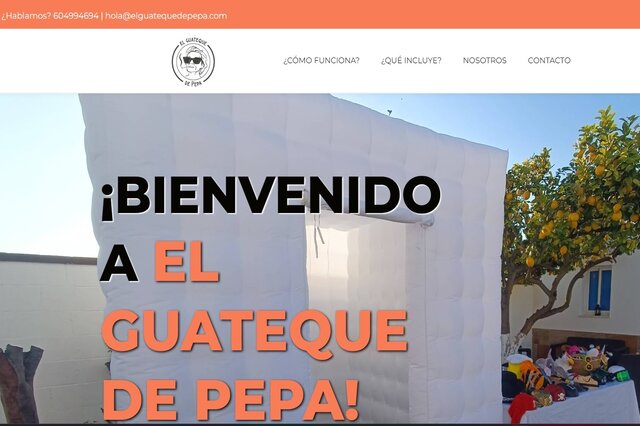 ¿Hablamos? 604994694 | hola@elguatequedepepa.com
EL GUATEQUE
DE PEPA
¿CÓMO FUNCIONA?
¿QUÉ INCLUYE?
NOSOTROS
CONTACTO
¡BIENVENIDO
A EL
GUATEQUE
DE PEPA!